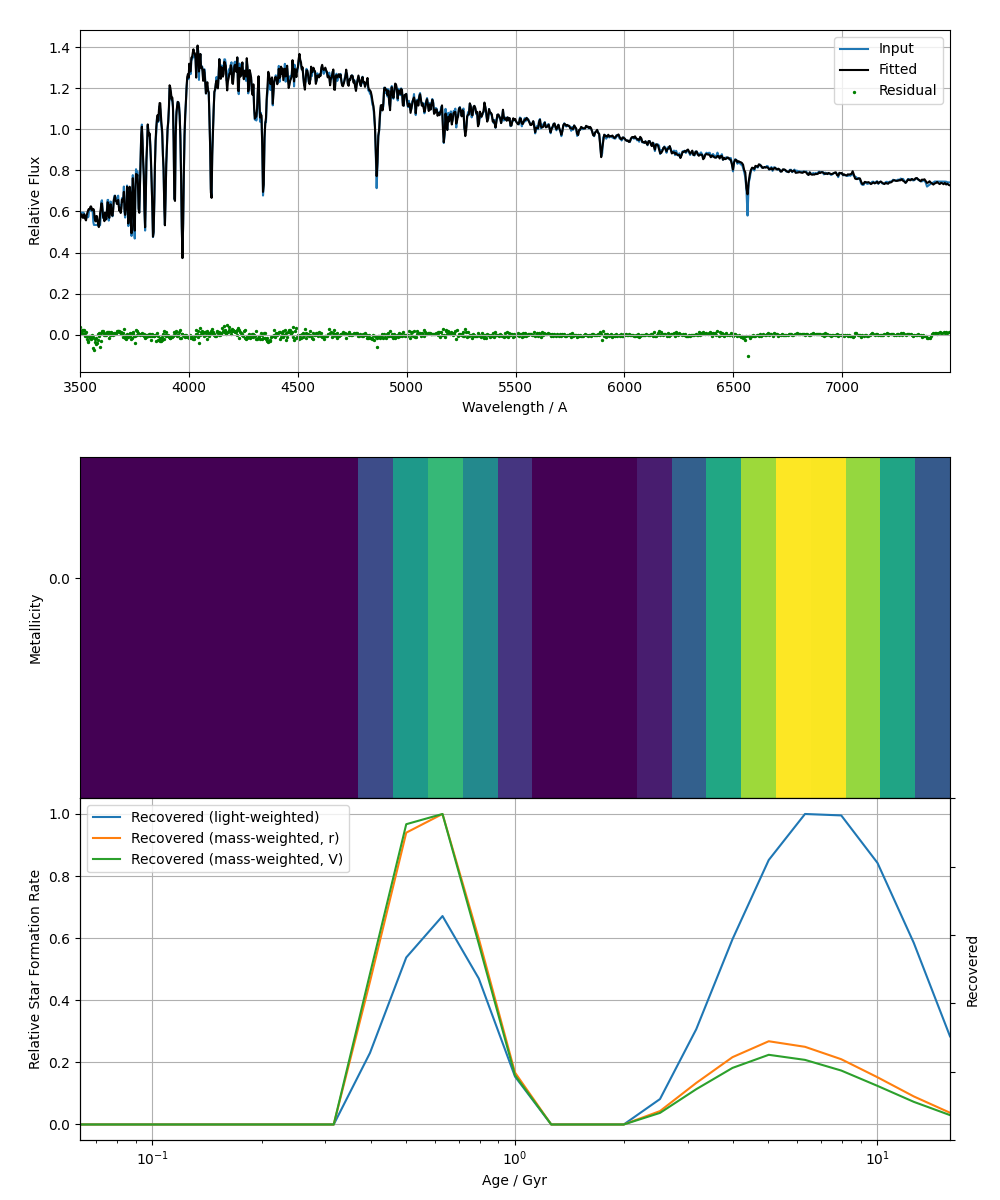 1.4
1.2
1.0
0.8
0.6
0.4
0.2
0.0
Relative Flux
Input
Fitted
Residual
3500 4000 4500 5000 5500 6000 6500 7000
Wavelength / A
0.0
Metallicity
1.0
0.8
0.6
0.4
0.2
0.0
Relative Star Formation Rate
Recovered (light-weighted)
Recovered (mass-weighted, r)
Recovered (mass-weighted, V)
Recovered
10⁻¹ 10⁰ 10¹
Age / Gyr